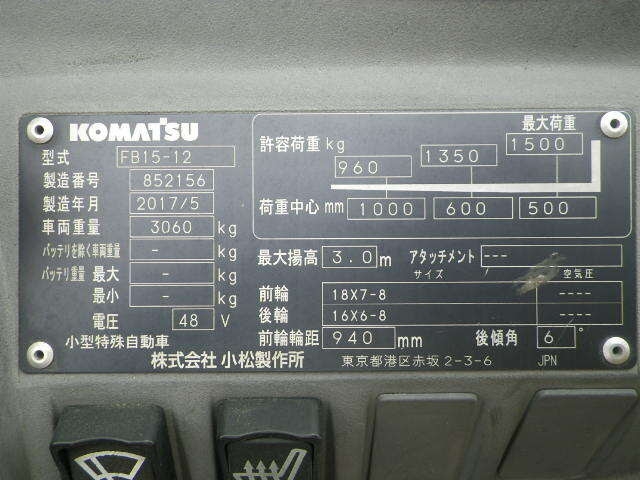 KOMATSU
型式 FB15-12
製造番号 852156
製造年月 2017/5
車両重量 3060 kg
バッテリを除く車両重量 - kg
バッテリ重量 最大 - kg
最小 - kg
電圧 48 V
小型特殊自動車
最大荷重
許容荷重 kg 960 1350 1500
荷重中心 mm 1000 600 500
最大揚高 3.0 m アタッチメント ---
サイズ 空気圧
前輪 18X7-8 ----
後輪 16X6-8 ----
前輪輪距 940 mm 後傾角 6°
株式会社 小松製作所 東京都港区赤坂 2-3-6 JPN